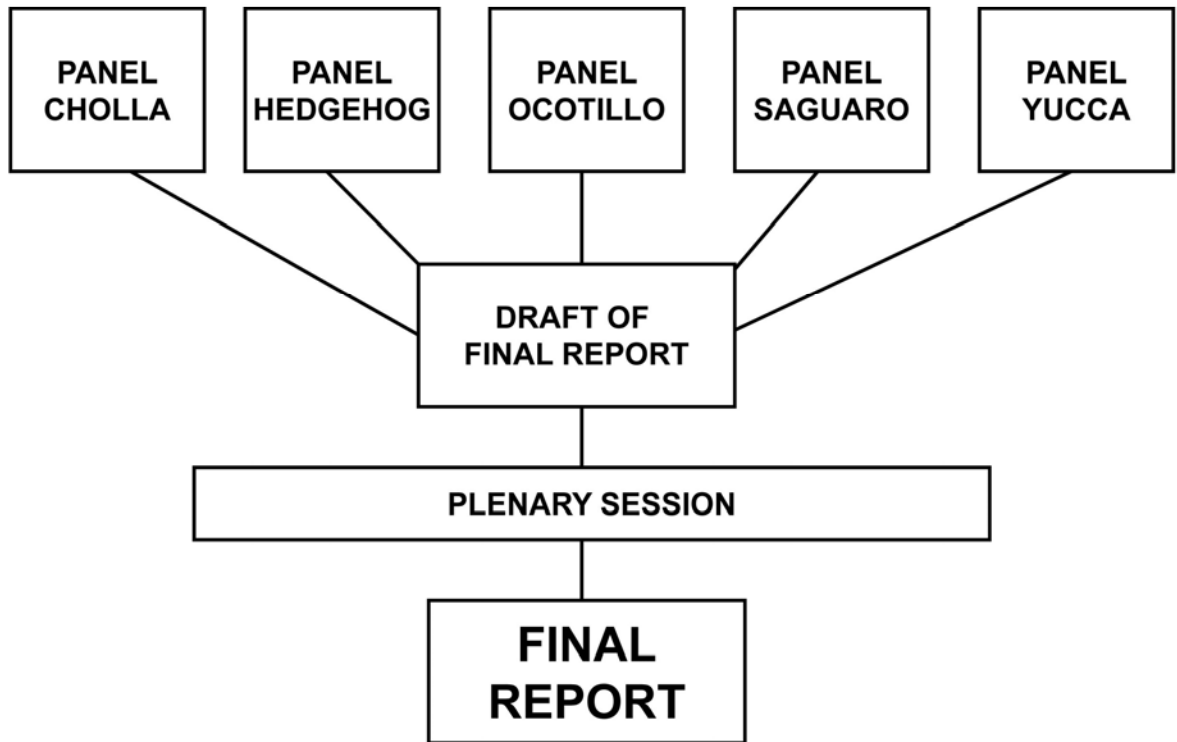 PANEL
CHOLLA
PANEL
HEDGEHOG
PANEL
OCOTILLO
PANEL
SAGUARO
PANEL
YUCCA
DRAFT OF
FINAL REPORT
PLENARY SESSION
FINAL
REPORT